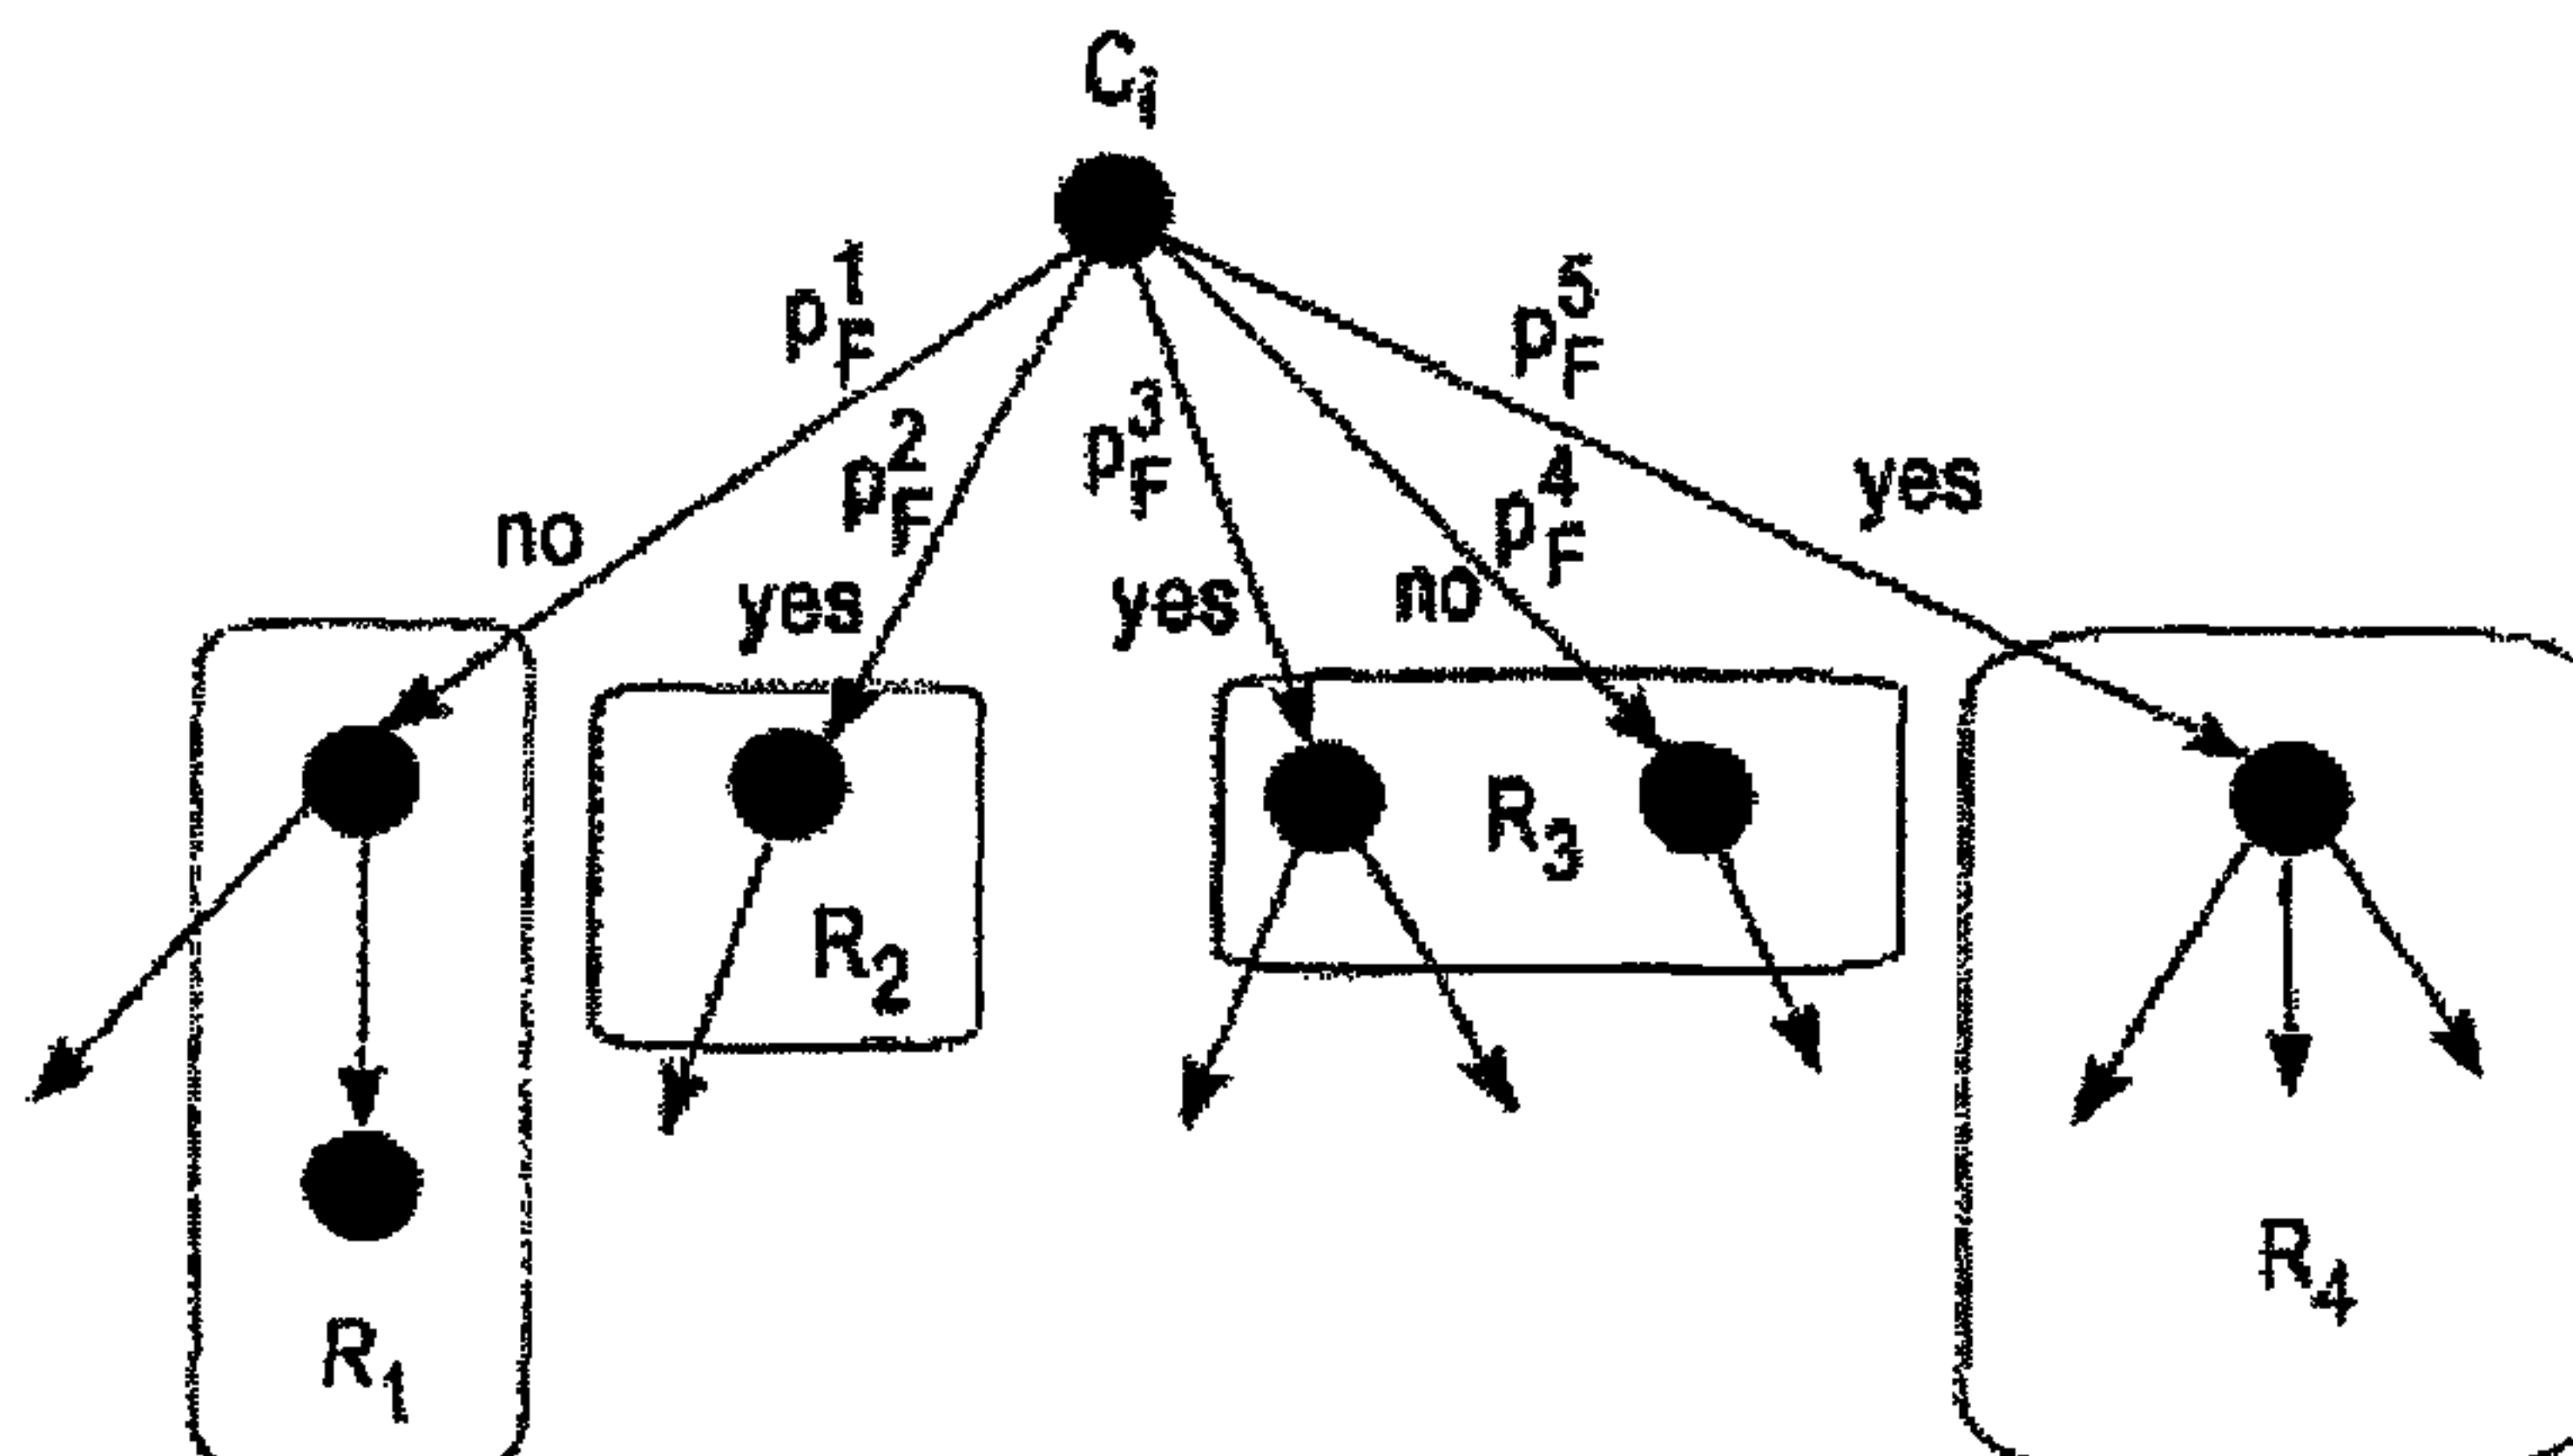 C_i
p_F^1
p_F^5
p_F^2
p_F^3
p_F^4
yes
no
yes
yes
no
R_3
R_2
R_4
R_1